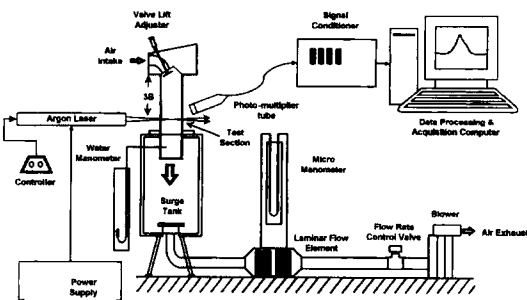 Valve Lift
Adjuster
Air
Intake
3B
Signal
Conditioner
Photo-multiplier
tube
Data Processing &
Acquisition Computer
Argon Laser
Test
Section
Water
Manometer
Controller
Micro
Manometer
Surge
Tank
Blower
Flow Rate
Control Valve
Air Exhaust
Laminar Flow
Element
Power
Supply